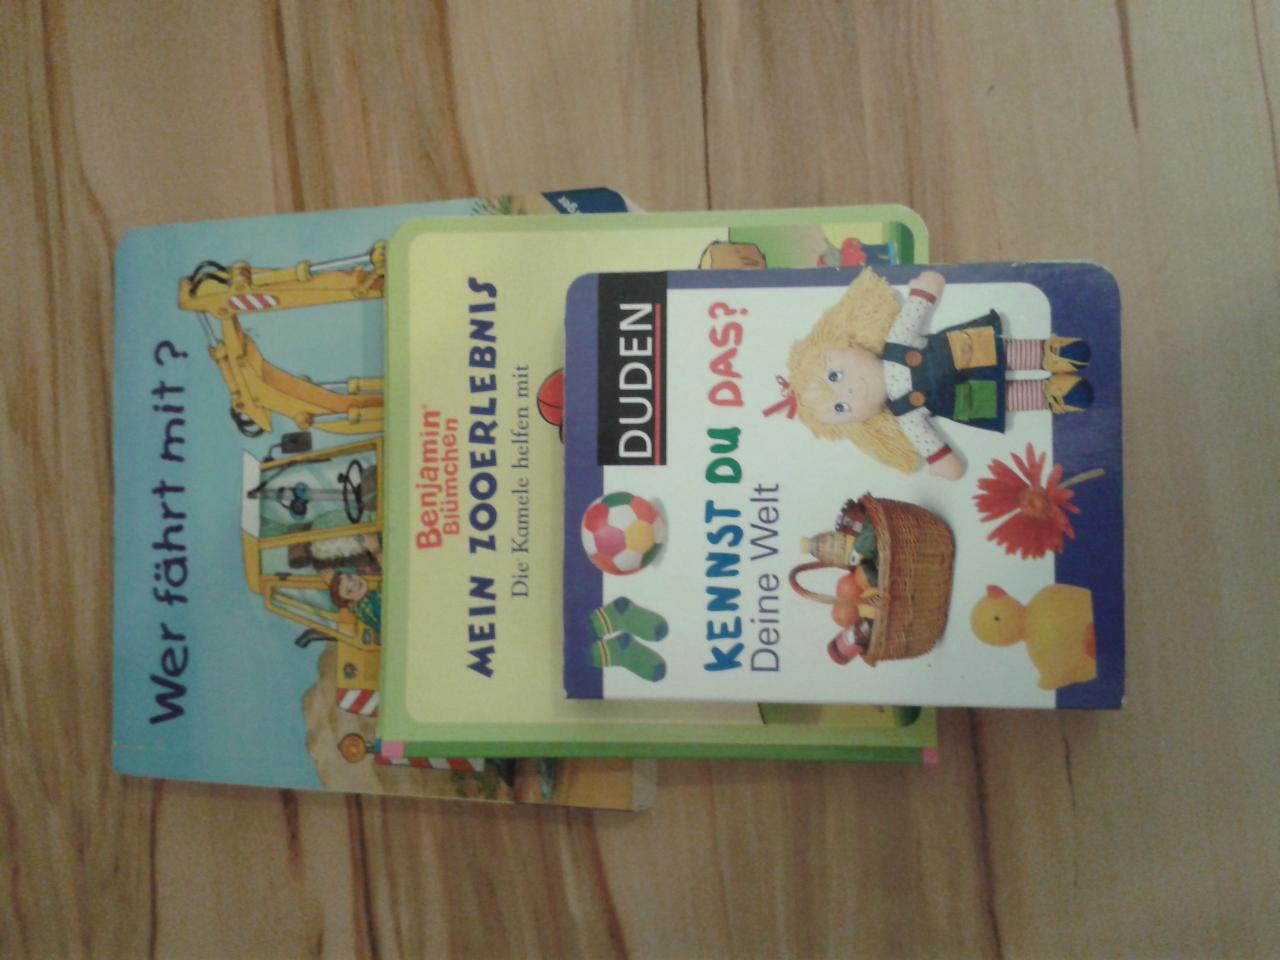 Wer fährt mit?
Benjamin
Blümchen
MEIN ZOOERLEBNIS
Die Kamele helfen mit
DUDEN
KENNST DU DAS?
Deine Welt